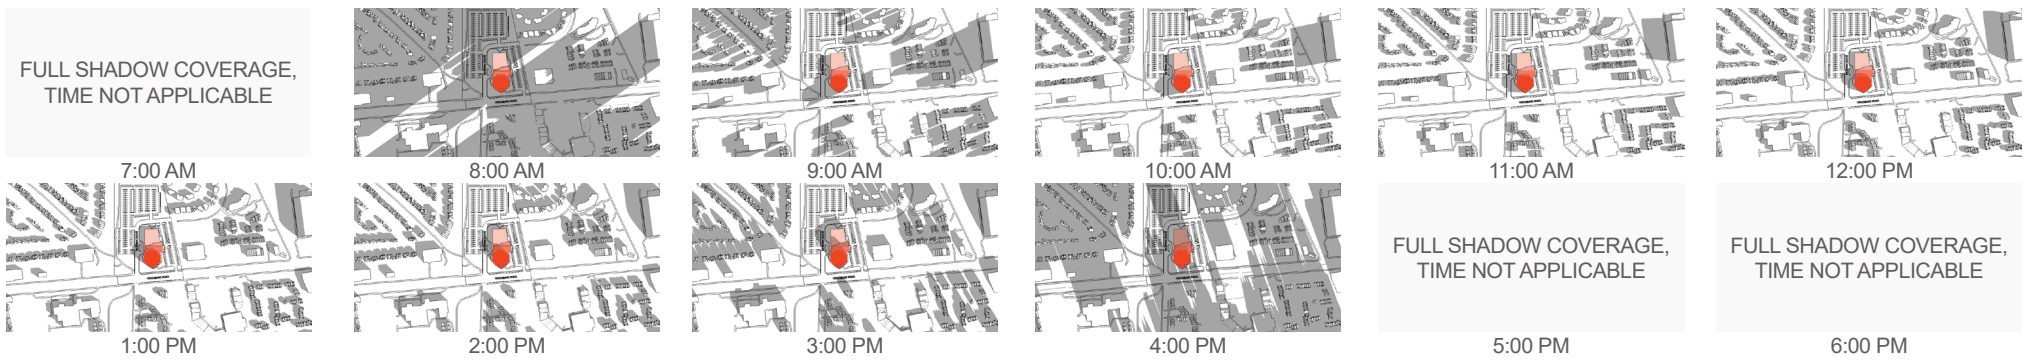 FULL SHADOW COVERAGE,
TIME NOT APPLICABLE
7:00 AM
8:00 AM
9:00 AM
10:00 AM
11:00 AM
12:00 PM
1:00 PM
2:00 PM
3:00 PM
4:00 PM
FULL SHADOW COVERAGE,
TIME NOT APPLICABLE
5:00 PM
FULL SHADOW COVERAGE,
TIME NOT APPLICABLE
6:00 PM